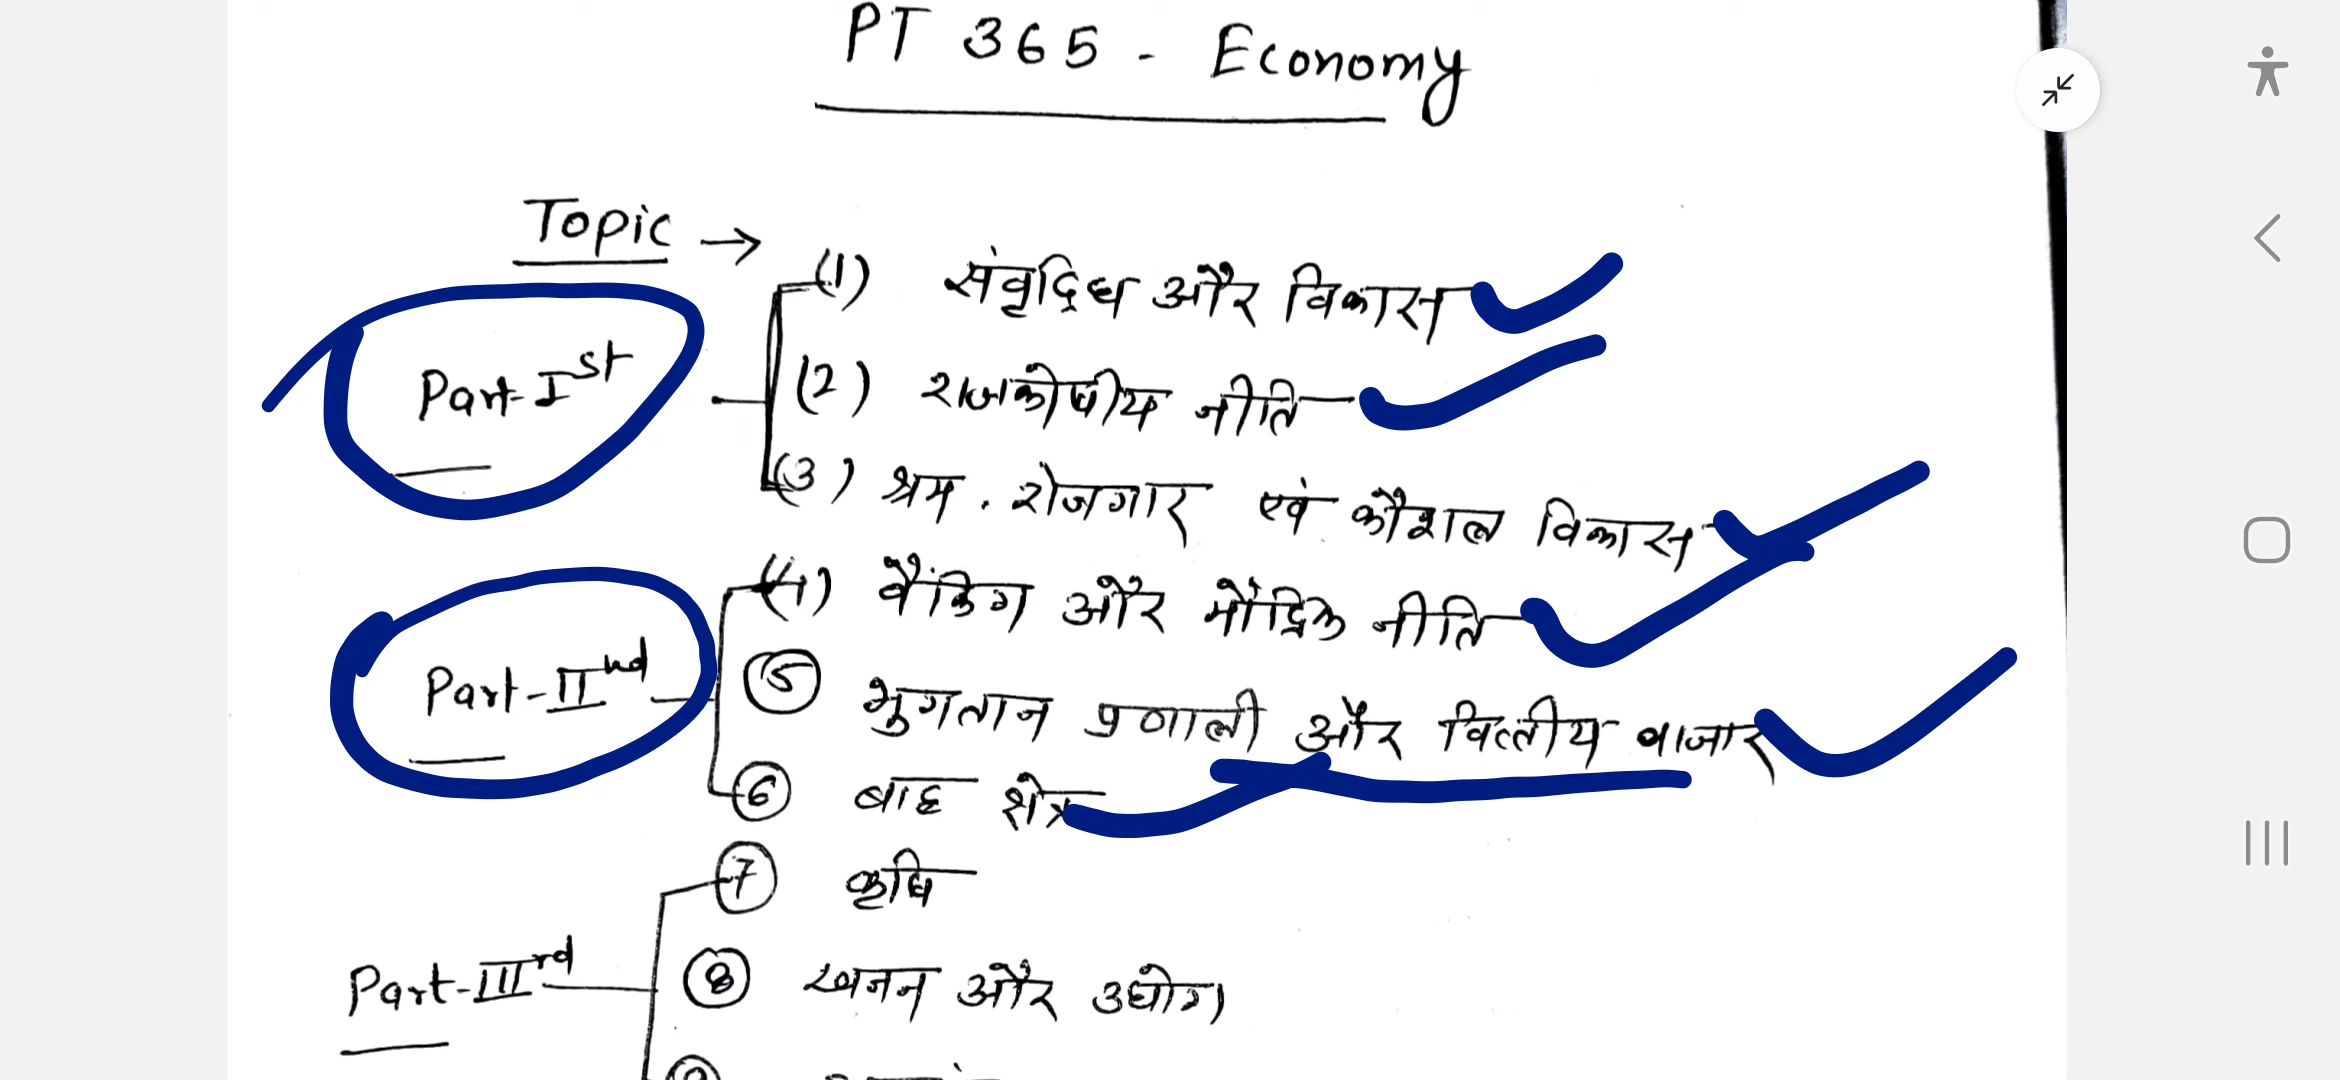 PT 365 - Economy
Topic →
(1) संवृद्धि और विकास
Part-Ist
(2) राजकोषीय नीति
(3) श्रम . रोजगार एवं कौशल विकास
(4) बैंकिंग और मौद्रिक नीति
Part-IInd
(5) भुगतान प्रणाली और वित्तीय बाजार
(6) बाह्य क्षेत्र
(7) कृषि
(8) खनन और उद्योग
Part-IIIrd